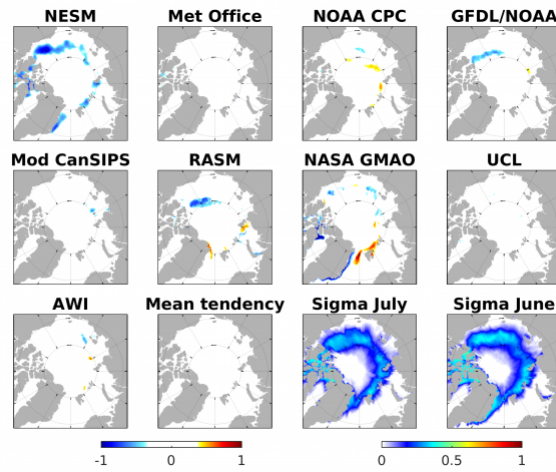 NESM Met Office NOAA CPC GFDL/NOAA
Mod CanSIPS RASM NASA GMAO UCL
AWI Mean tendency Sigma July Sigma June
-1 0 1 0 0.5 1